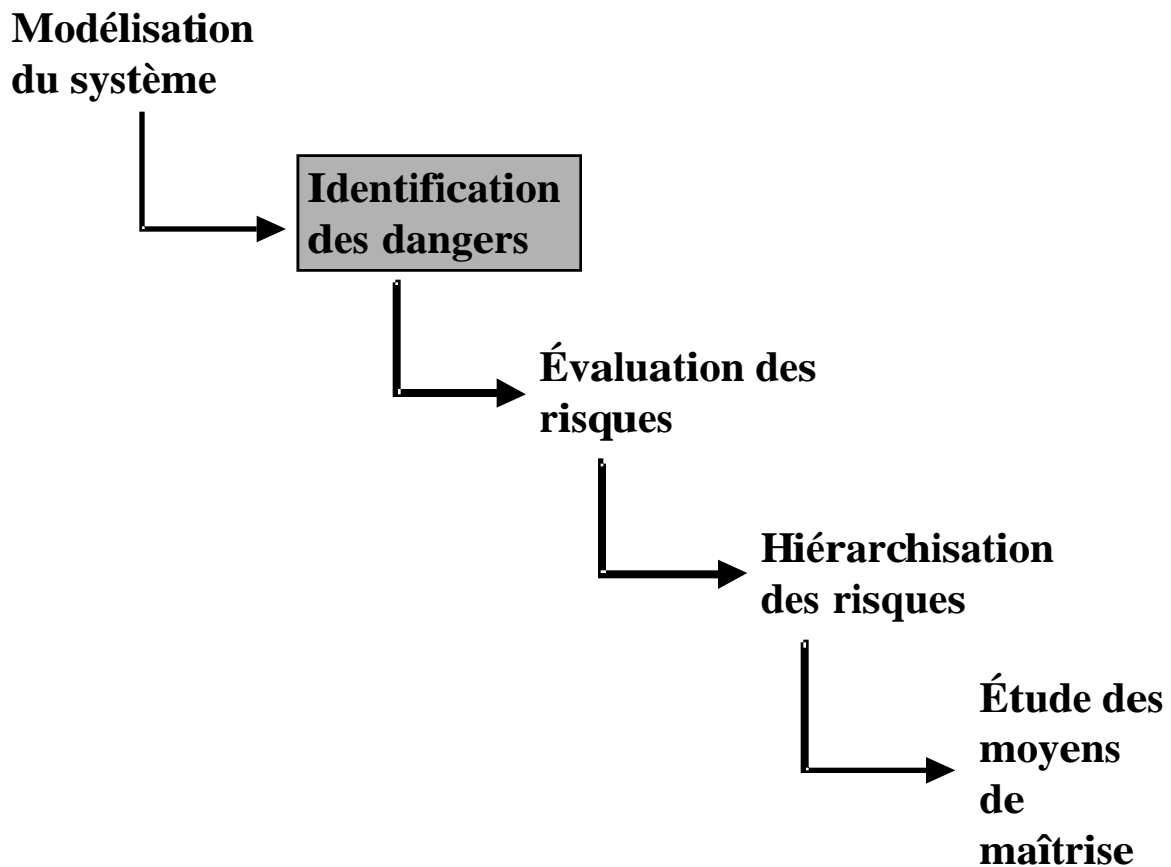 Modélisation
du système
Identification
des dangers
Évaluation des
risques
Hiérarchisation
des risques
Étude des
moyens
de
maîtrise